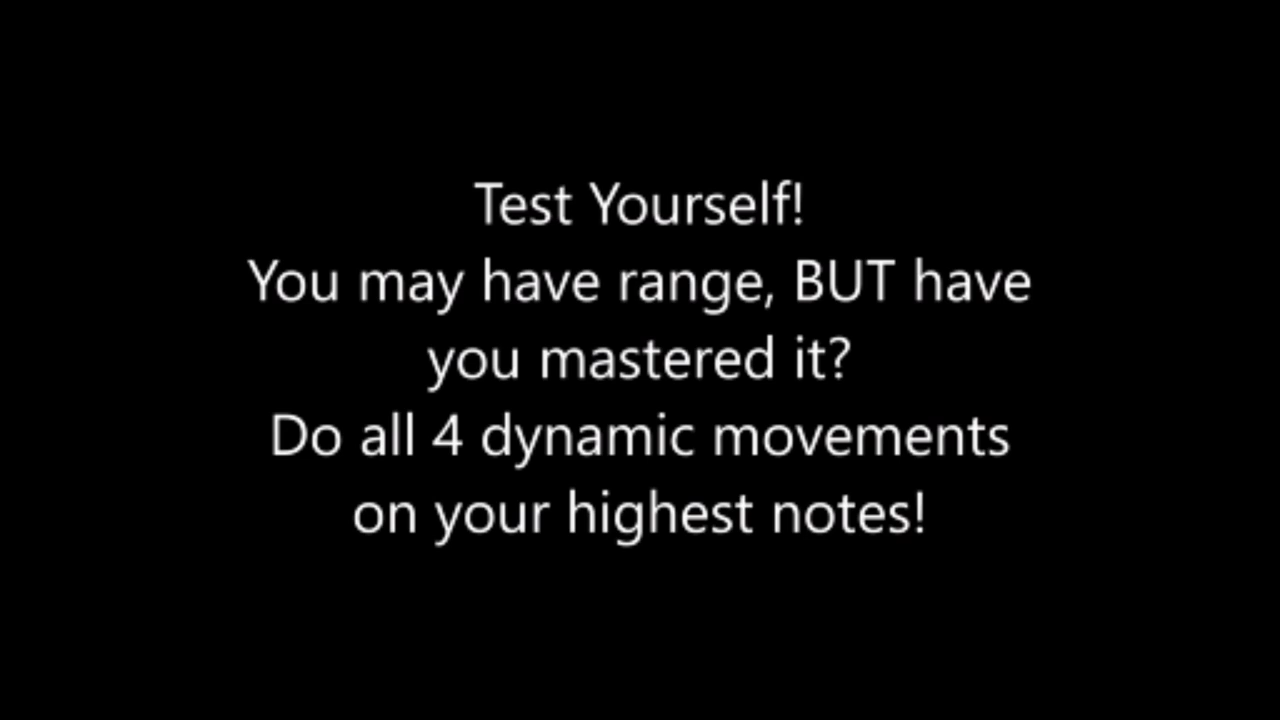 Test Yourself!
You may have range, BUT have
you mastered it?
Do all 4 dynamic movements
on your highest notes!